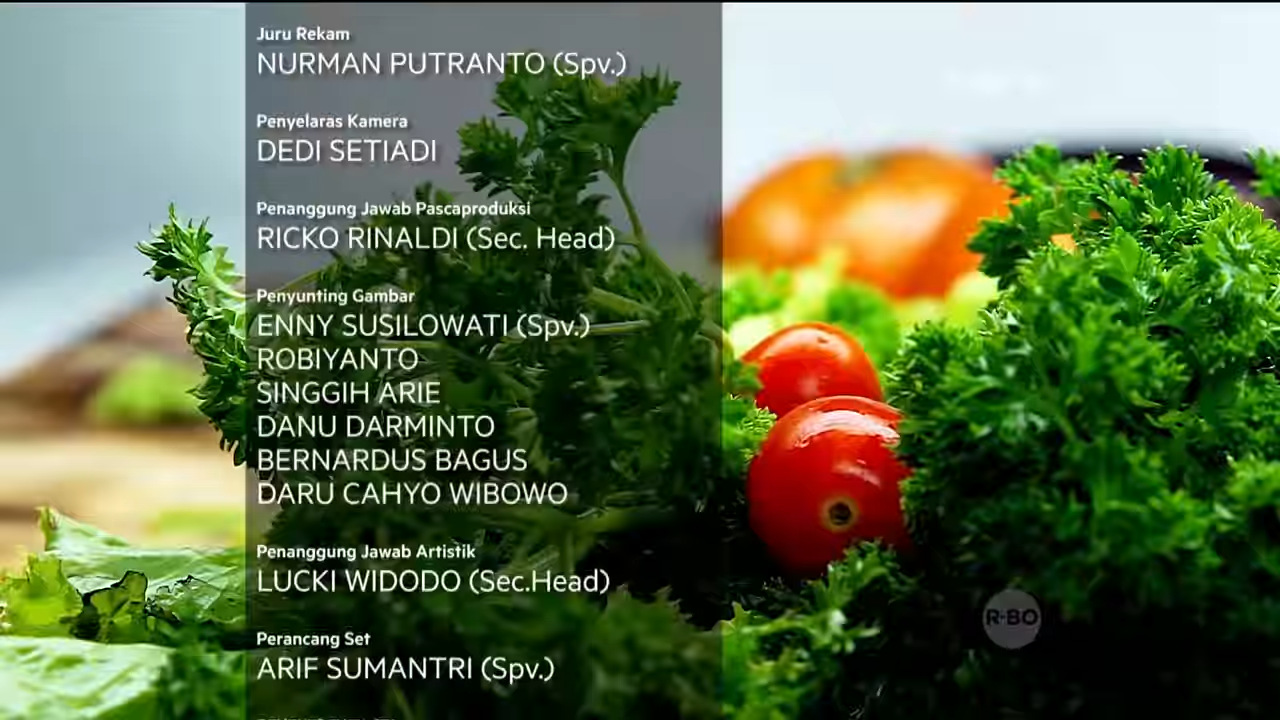 Juru Rekam
NURMAN PUTRANTO (Spv.)
Penyelaras Kamera
DEDI SETIADI
Penanggung Jawab Pascaproduksi
RICKO RINALDI (Sec. Head)
Penyunting Gambar
ENNY SUSILOWATI (Spv.)
ROBIYANTO
SINGGIH ARIE
DANU DARMINTO
BERNARDUS BAGUS
DARU CAHYO WIBOWO
Penanggung Jawab Artistik
LUCKI WIDODO (Sec.Head)
Perancang Set
ARIF SUMANTRI (Spv.)
R-BO